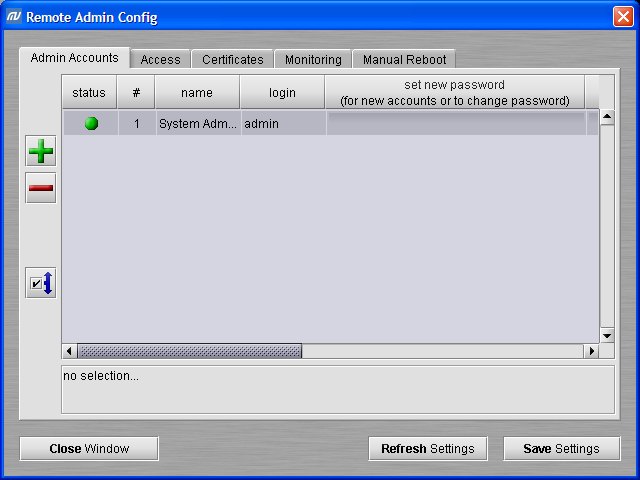 Remote Admin Config
Admin Accounts
Access
Certificates
Monitoring
Manual Reboot
status
#
name
login
set new password
(for new accounts or to change password)
1
System Adm...
admin
no selection...
Close Window
Refresh Settings
Save Settings